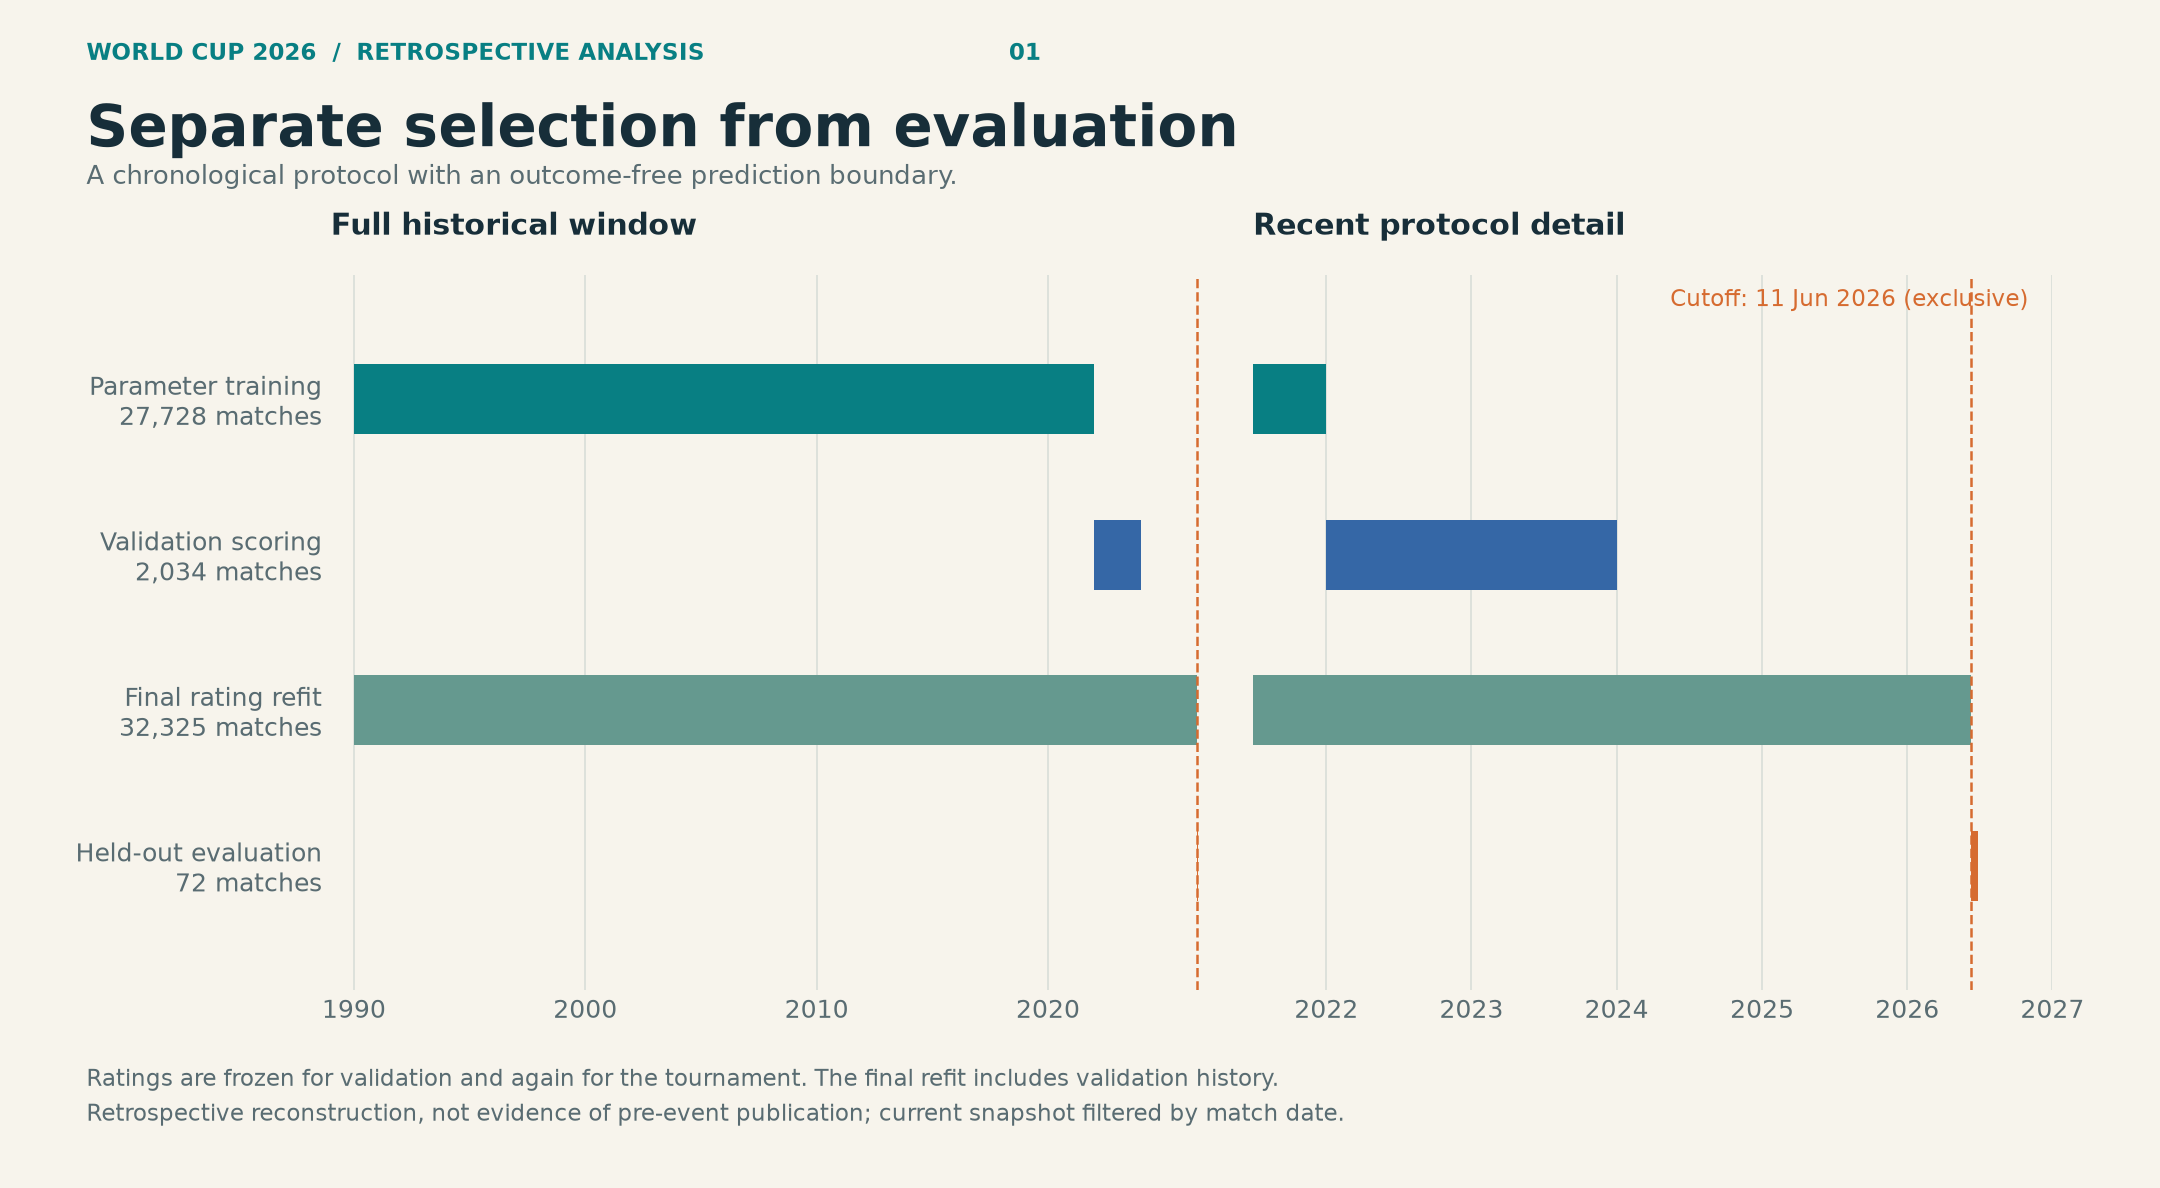 WORLD CUP 2026 / RETROSPECTIVE ANALYSIS 01
Separate selection from evaluation
A chronological protocol with an outcome-free prediction boundary.
Full historical window
Recent protocol detail
Cutoff: 11 Jun 2026 (exclusive)
Parameter training
27,728 matches
Validation scoring
2,034 matches
Final rating refit
32,325 matches
Held-out evaluation
72 matches
1990 2000 2010 2020
2022 2023 2024 2025 2026 2027
Ratings are frozen for validation and again for the tournament. The final refit includes validation history.
Retrospective reconstruction, not evidence of pre-event publication; current snapshot filtered by match date.